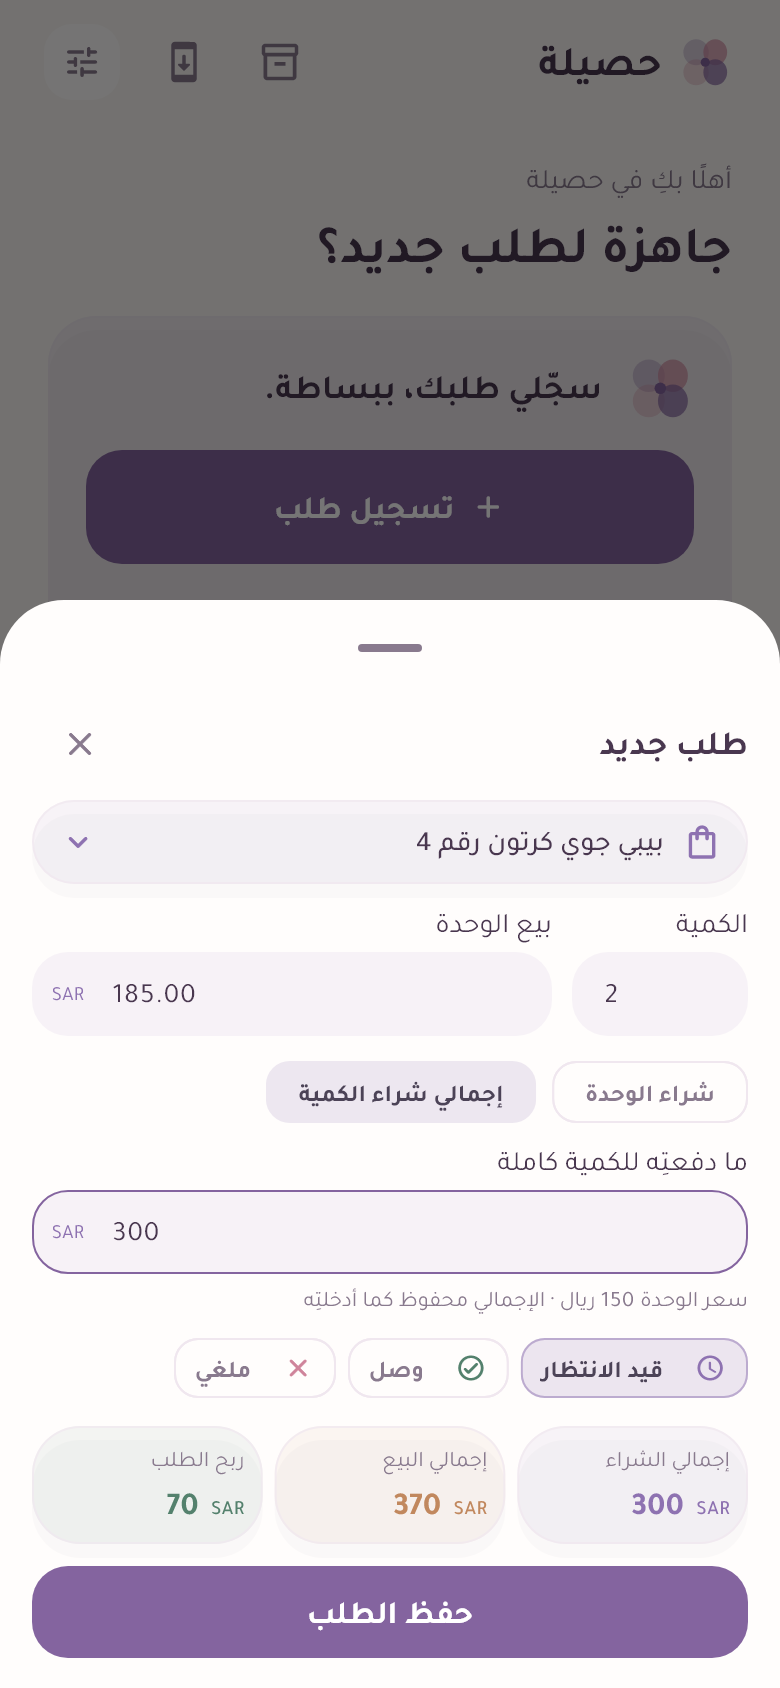 حصيلة
أهلًا بكِ في حصيلة
جاهزة لطلب جديد؟
سجّلي طلبك، ببساطة.
+ تسجيل طلب
طلب جديد
بيبي جوي كرتون رقم 4
الكمية
بيع الوحدة
2
185.00 SAR
شراء الوحدة
إجمالي شراء الكمية
ما دفعتِه للكمية كاملة
300 SAR
سعر الوحدة 150 ريال · الإجمالي محفوظ كما أدخلتِه
قيد الانتظار
وصل
ملغي
إجمالي الشراء
SAR 300
إجمالي البيع
SAR 370
ربح الطلب
SAR 70
حفظ الطلب